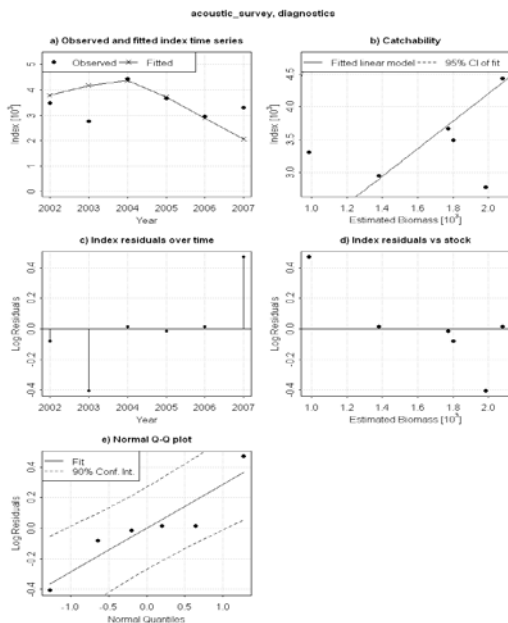 acoustic_survey, diagnostics
a) Observed and fitted index time series
Observed
Fitted
Index [10³]
0 1 2 3 4 5
2002 2003 2004 2005 2006 2007
Year
b) Catchability
Fitted linear model
95% CI of fit
3.0 3.5 4.0 4.5
1.0 1.2 1.4 1.6 1.8 2.0
Estimated Biomass [10³]
c) Index residuals over time
Log Residuals
-0.4 -0.2 0.0 0.2 0.4
2002 2003 2004 2005 2006 2007
Year
d) Index residuals vs stock
Log Residuals
-0.4 -0.2 0.0 0.2 0.4
1.0 1.2 1.4 1.6 1.8 2.0
Estimated Biomass [10³]
e) Normal Q-Q plot
Fit
90% Conf. Int.
Log Residuals
-0.4 -0.2 0.0 0.2 0.4
-1.0 -0.5 0.0 0.5 1.0
Normal Quantiles